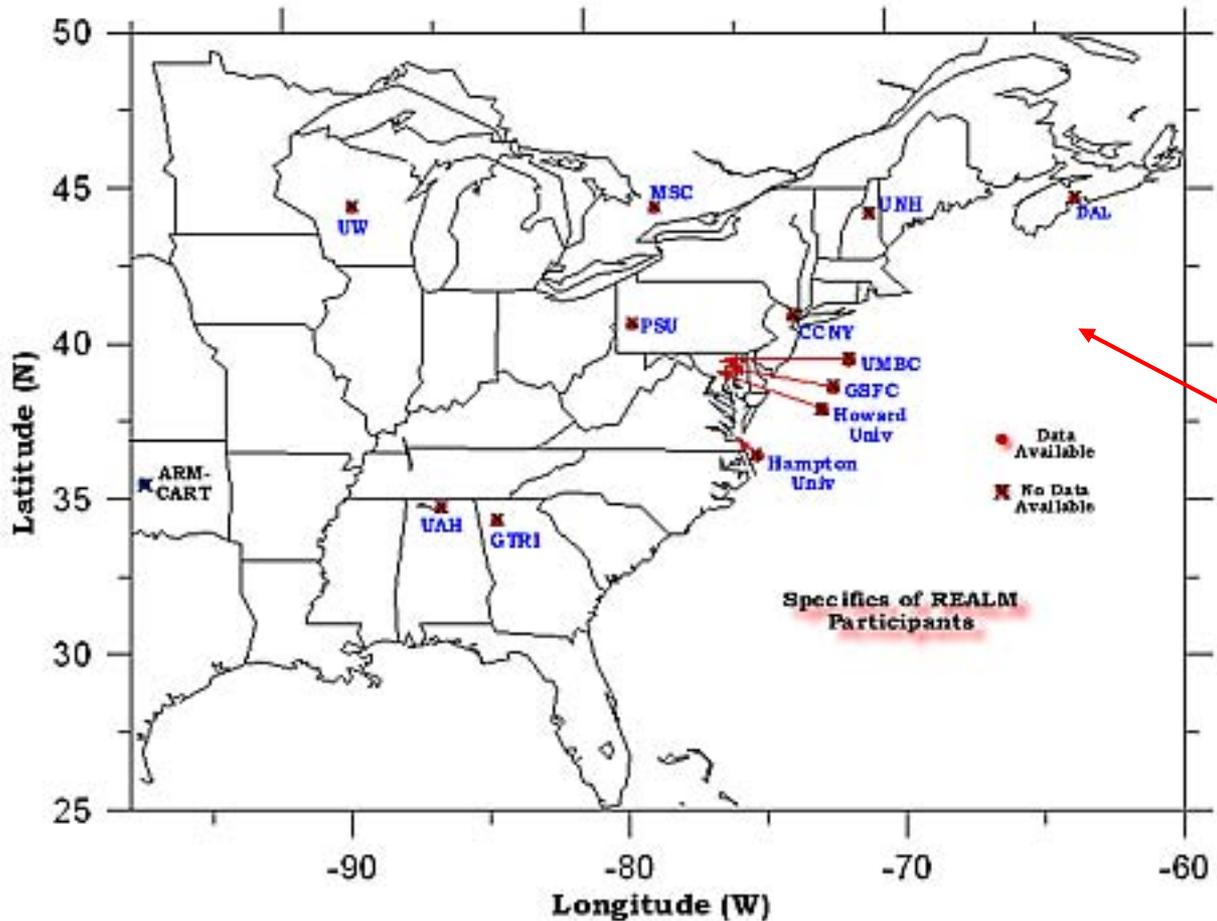 50
45
40
35
30
25
Latitude (N)
MSC
UNH
DAL
UW
PSU
CCNY
UMBC
GSFC
Howard
Univ
Data
Available
Hampton
Univ
ARM-
CART
No Data
Available
UAH
GTRI
Specifics of REALM
Participants
-90
-80
-70
-60
Longitude (W)